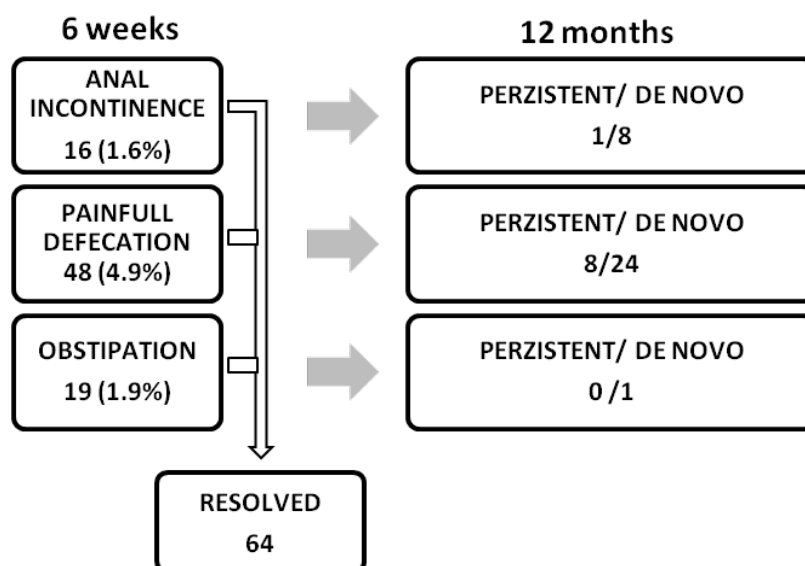 6 weeks
12 months
ANAL
INCONTINENCE
16 (1.6%)
PERZISTENT/ DE NOVO
1/8
PAINFULL
DEFECATION
48 (4.9%)
PERZISTENT/ DE NOVO
8/24
OBSTIPATION
19 (1.9%)
PERZISTENT/ DE NOVO
0 /1
RESOLVED
64